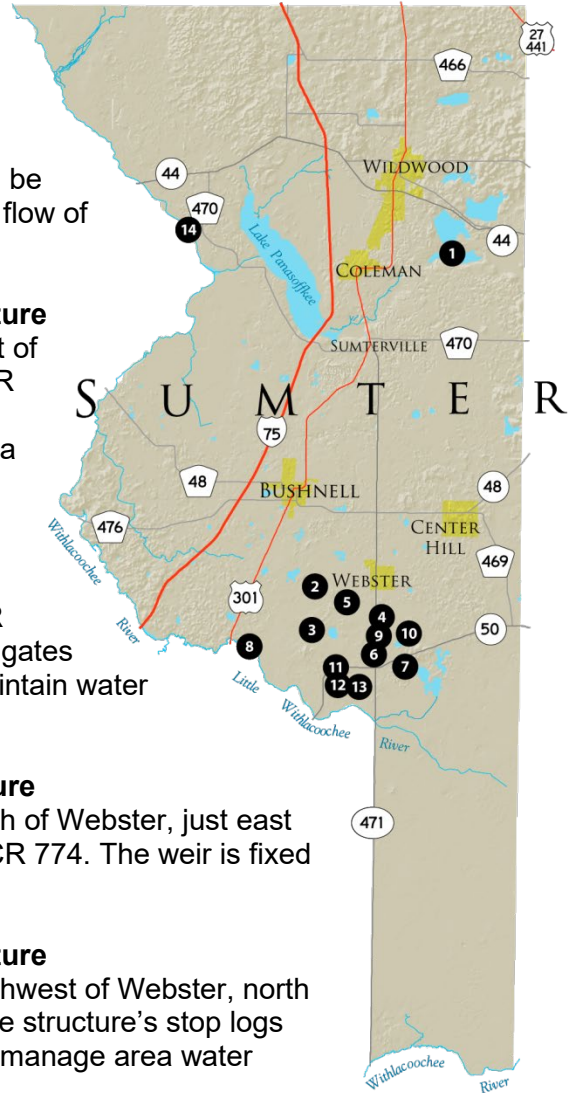 be
flow of
ture
t of
R
a
R
gates
intain water
ure
h of Webster, just east
CR 774. The weir is fixed
ture
thwest of Webster, north
e structure’s stop logs
manage area water
27
441
466
WILDWOOD
44
470
14
44
1
Lake Panasoffkee
COLEMAN
SUMTERVILLE
470
SUMTER
75
48
BUSHNELL
48
476
CENTER
HILL
Withlacoochee
River
469
2
WEBSTER
5
301
4
50
3
9
10
8
6
11
7
12
13
Little
Withlacoochee
River
471
Withlacoochee
River